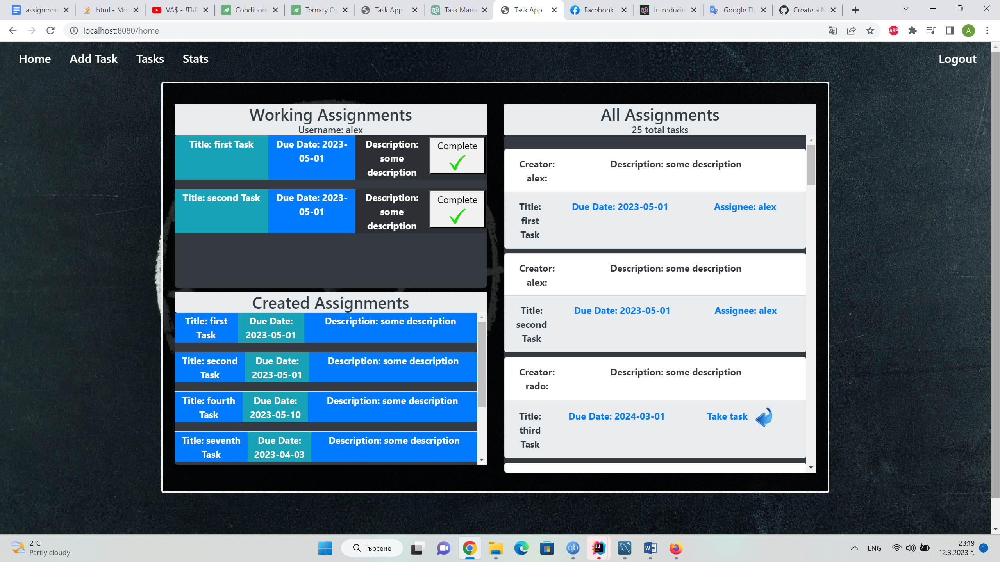 assignmen
html - Mo
VA$ - ЛЪВ
Condition
Ternary Op
Task App
Task Mana
Task App
Facebook
Introducin
Google Пр
Create a N
localhost:8080/home
ABP
A
Home Add Task Tasks Stats Logout
Working Assignments
Username: alex
Title: first Task
Due Date: 2023-
05-01
Description:
some
description
Complete
Title: second Task
Due Date: 2023-
05-01
Description:
some
description
Complete
Created Assignments
Title: first
Task
Due Date:
2023-05-01
Description: some description
Title: second
Task
Due Date:
2023-05-01
Description: some description
Title: fourth
Task
Due Date:
2023-05-10
Description: some description
Title: seventh
Task
Due Date:
2023-04-03
Description: some description
All Assignments
25 total tasks
Creator:
alex:
Description: some description
Title:
first
Task
Due Date: 2023-05-01
Assignee: alex
Creator:
alex:
Description: some description
Title:
second
Task
Due Date: 2023-05-01
Assignee: alex
Creator:
rado:
Description: some description
Title:
third
Task
Due Date: 2024-03-01
Take task
2°C
Partly cloudy
Търсене
qb
IJ
W
ENG
23:19
12.3.2023 г.
1